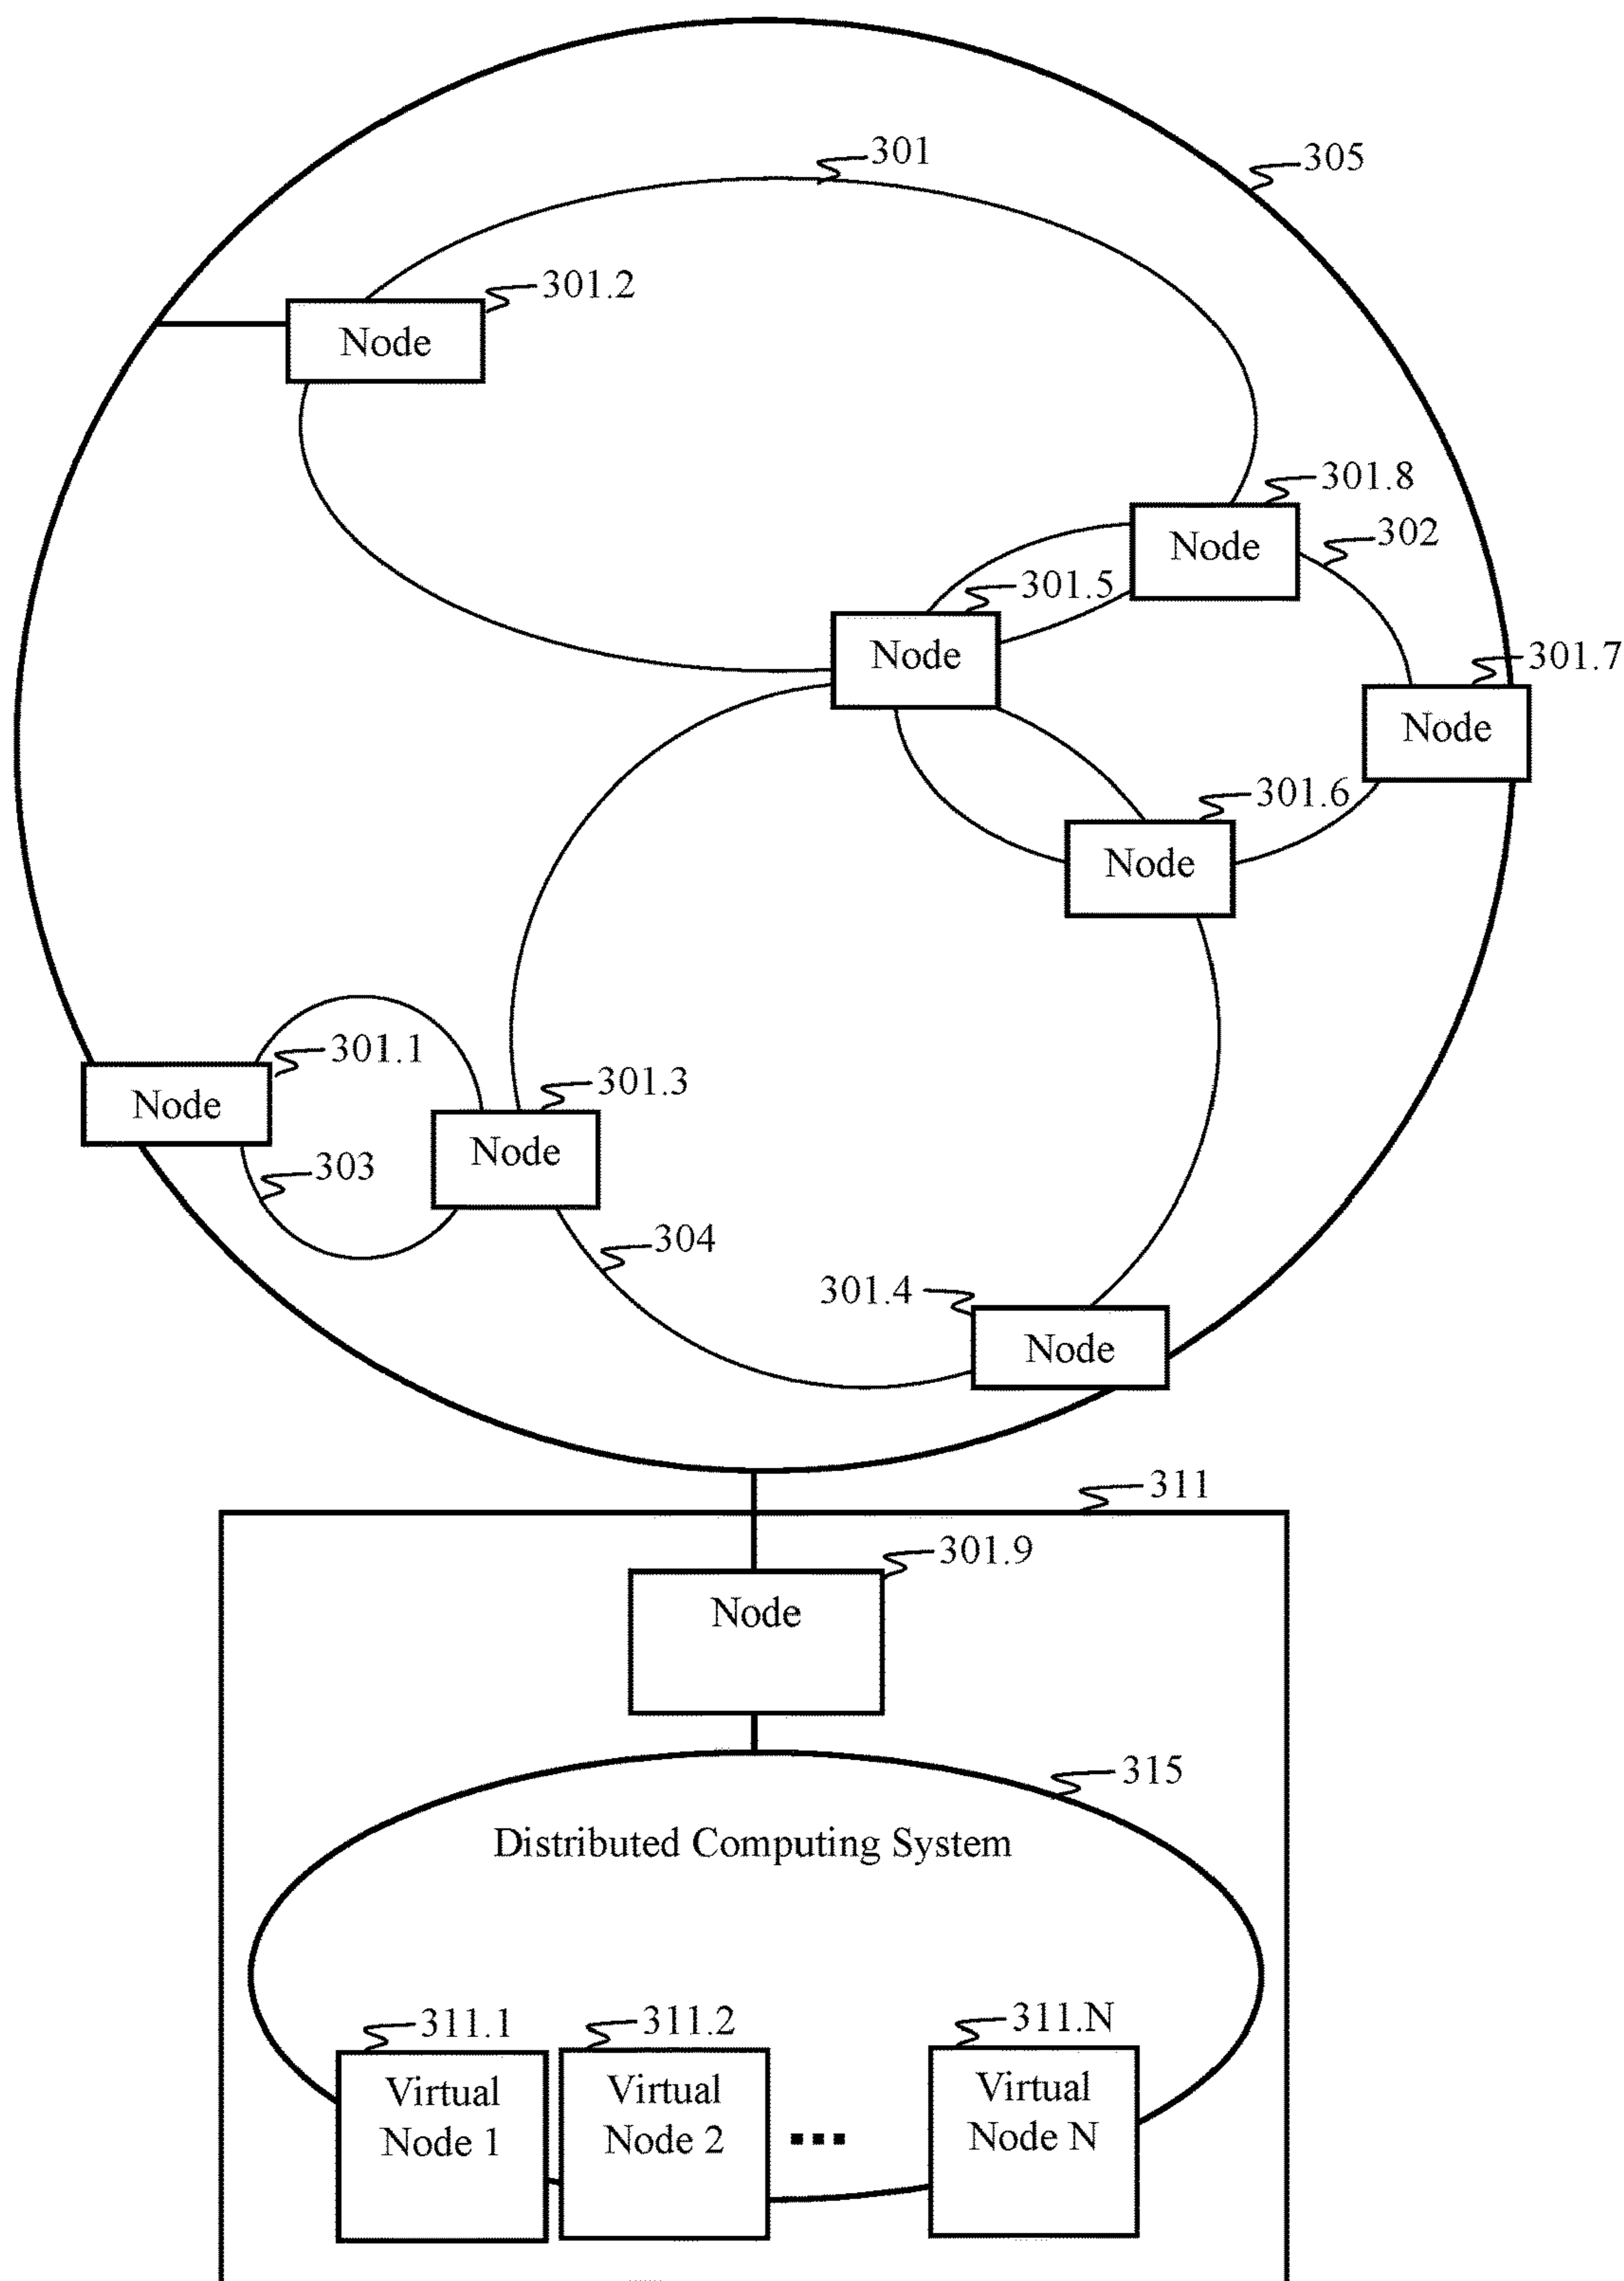 301
305
301.2
Node
301.8
Node
302
301.5
Node
301.7
Node
301.6
Node
301.1
Node
301.3
Node
303
304
301.4
Node
311
301.9
Node
315
Distributed Computing System
311.1
311.2
311.N
Virtual
Node 1
Virtual
Node 2
...
Virtual
Node N